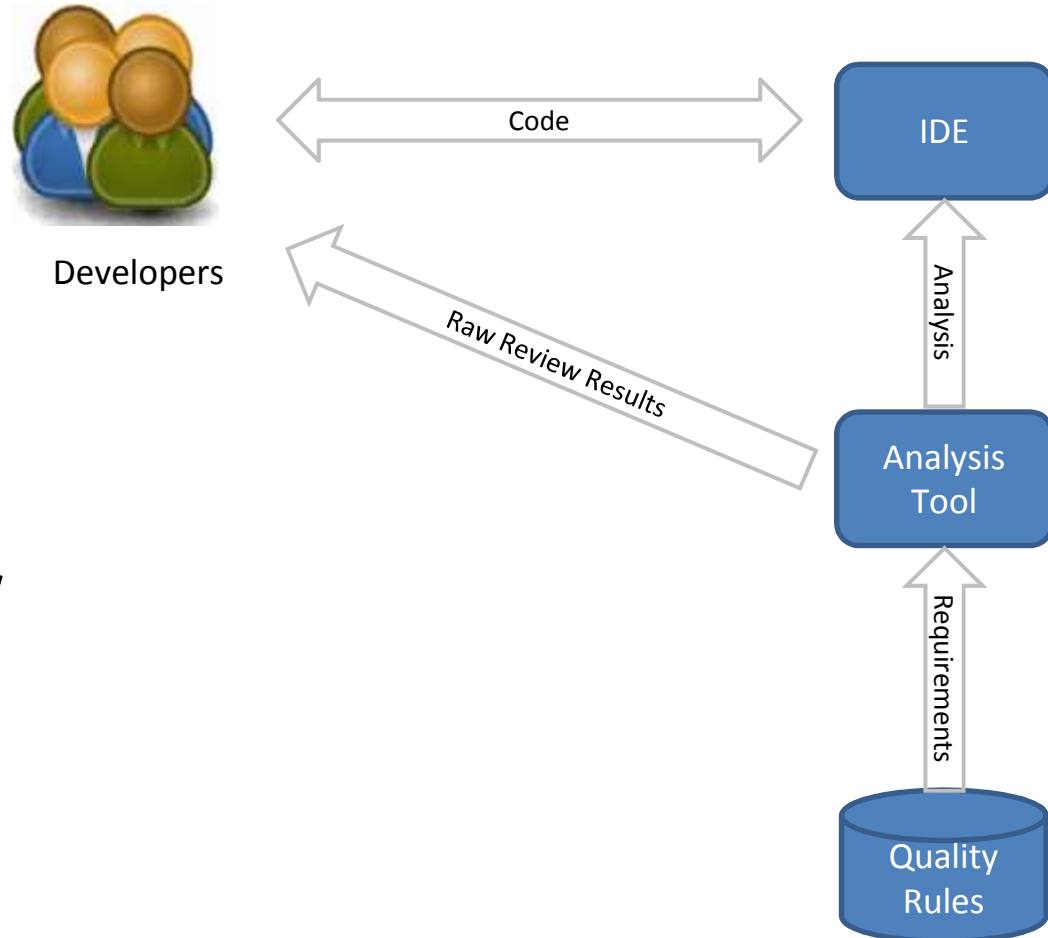 Code
IDE
Developers
Analysis
Raw Review Results
Analysis
Tool
Requirements
Quality
Rules